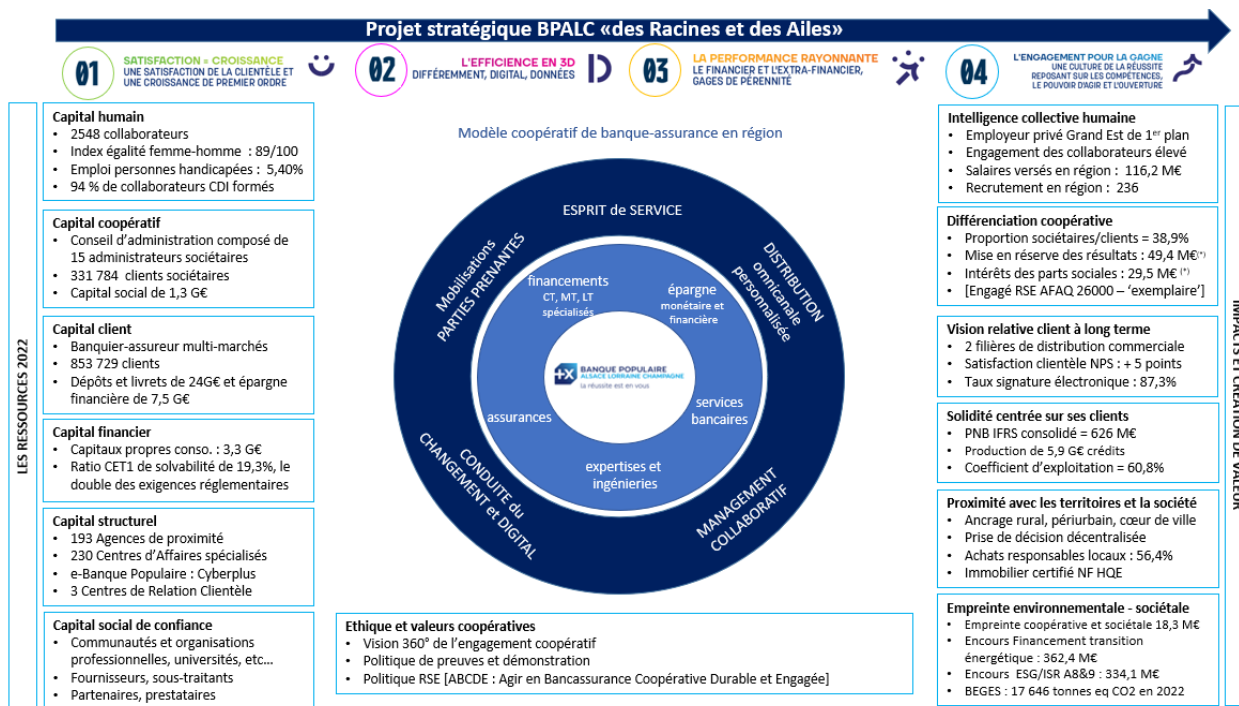 Projet stratégique BPALC «des Racines et des Ailes»
01
SATISFACTION = CROISSANCE
UNE SATISFACTION DE LA CLIENTÈLE ET
UNE CROISSANCE DE PREMIER ORDRE
02
L'EFFICIENCE EN 3D
DIFFÉREMMENT, DIGITAL, DONNÉES
03
LA PERFORMANCE RAYONNANTE
LE FINANCIER ET L'EXTRA-FINANCIER,
GAGES DE PÉRENNITÉ
04
L'ENGAGEMENT POUR LA GAGNE
UNE CULTURE DE LA RÉUSSITE
REPOSANT SUR LES COMPÉTENCES,
LE POUVOIR D'AGIR ET L'OUVERTURE
LES RESSOURCES 2022
Capital humain
• 2548 collaborateurs
• Index égalité femme-homme : 89/100
• Emploi personnes handicapées : 5,40%
• 94 % de collaborateurs CDI formés
Capital coopératif
• Conseil d'administration composé de
15 administrateurs sociétaires
• 331 784 clients sociétaires
• Capital social de 1,3 G€
Capital client
• Banquier-assureur multi-marchés
• 853 729 clients
• Dépôts et livrets de 24G€ et épargne
financière de 7,5 G€
Capital financier
• Capitaux propres conso. : 3,3 G€
• Ratio CET1 de solvabilité de 19,3%, le
double des exigences réglementaires
Capital structurel
• 193 Agences de proximité
• 230 Centres d'Affaires spécialisés
• e-Banque Populaire : Cyberplus
• 3 Centres de Relation Clientèle
Capital social de confiance
• Communautés et organisations
professionnelles, universités, etc…
• Fournisseurs, sous-traitants
• Partenaires, prestataires
Modèle coopératif de banque-assurance en région
ESPRIT de SERVICE
Mobilisations
PARTIES PRENANTES
DISTRIBUTION
omnicanale
personnalisée
financements
CT, MT, LT
spécialisés
épargne
monétaire et
financière
BANQUE POPULAIRE
ALSACE LORRAINE CHAMPAGNE
la réussite est en vous
assurances
services
bancaires
expertises et
ingénieries
CONDUITE du
CHANGEMENT et DIGITAL
MANAGEMENT
COLLABORATIF
Ethique et valeurs coopératives
• Vision 360° de l'engagement coopératif
• Politique de preuves et démonstration
• Politique RSE [ABCDE : Agir en Bancassurance Coopérative Durable et Engagée]
Intelligence collective humaine
• Employeur privé Grand Est de 1er plan
• Engagement des collaborateurs élevé
• Salaires versés en région : 116,2 M€
• Recrutement en région : 236
Différenciation coopérative
• Proportion sociétaires/clients = 38,9%
• Mise en réserve des résultats : 49,4 M€(*)
• Intérêts des parts sociales : 29,5 M€ (*)
• [Engagé RSE AFAQ 26000 – 'exemplaire']
Vision relative client à long terme
• 2 filières de distribution commerciale
• Satisfaction clientèle NPS : + 5 points
• Taux signature électronique : 87,3%
Solidité centrée sur ses clients
• PNB IFRS consolidé = 626 M€
• Production de 5,9 G€ crédits
• Coefficient d'exploitation = 60,8%
Proximité avec les territoires et la société
• Ancrage rural, périurbain, cœur de ville
• Prise de décision décentralisée
• Achats responsables locaux : 56,4%
• Immobilier certifié NF HQE
Empreinte environnementale - sociétale
• Empreinte coopérative et sociétale 18,3 M€
• Encours Financement transition
énergétique : 362,4 M€
• Encours ESG/ISR A8&9 : 334,1 M€
• BEGES : 17 646 tonnes eq CO2 en 2022
IMPACTS ET CRÉATION DE VALEUR